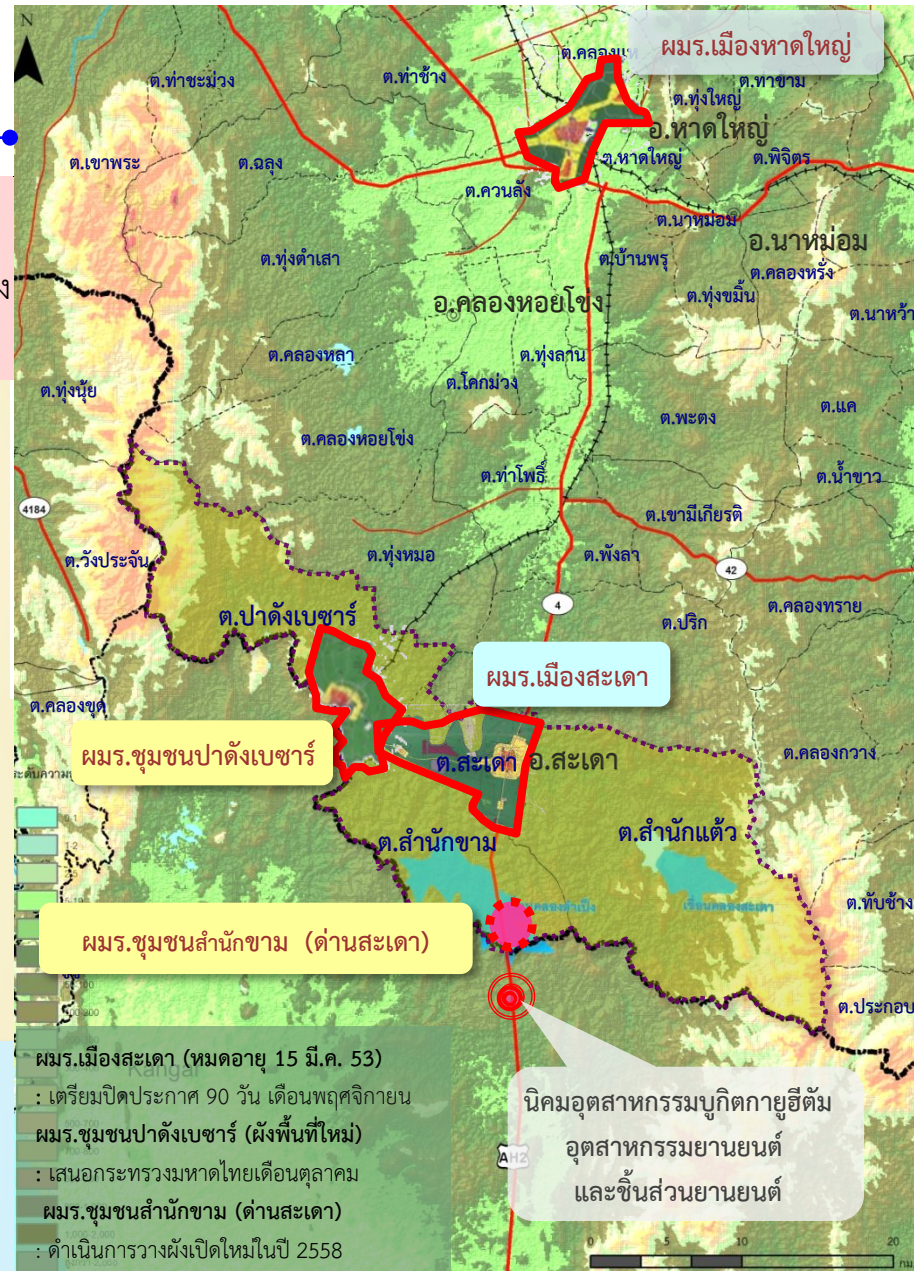 N
ผมร.เมืองหาดใหญ่
ต.ท่าชะม่วง
ต.ท่าช้าง
ต.ท่าข้าม
ต.ทุ่งใหญ่
อ.หาดใหญ่
ต.เขาพระ
ต.ฉลุง
ต.หาดใหญ่
ต.พิจิตร
ต.ควนลัง
ต.นาหม่อม
อ.นาหม่อม
ต.ทุ่งตำเสา
ต.บ้านพรุ
ต.คลองหรั่ง
ต.ทุ่งขมิ้น
อ.คลองหอยโข่ง
ต.นาหว้า
ต.คลองหลา
ต.ทุ่งลาน
ต.โคกม่วง
ต.ทุ่งนุ้ย
ต.พะตง
ต.แค
ต.คลองหอยโข่ง
ต.ท่าโพธิ์
ต.น้ำขาว
4184
ต.เขามีเกียรติ
ต.วังประจัน
ต.ทุ่งหมอ
ต.พังลา
42
4
ต.คลองทราย
ต.ปริก
ต.ปาดังเบซาร์
ผมร.เมืองสะเดา
ต.คลองขุด
ผมร.ชุมชนปาดังเบซาร์
ต.สะเดา
อ.สะเดา
ต.คลองกวาง
ต.สำนักขาม
ต.สำนักแต้ว
ต.ทับช้าง
ผมร.ชุมชนสำนักขาม (ด่านสะเดา)
ต.ประกอบ
ผมร.เมืองสะเดา (หมดอายุ 15 มี.ค. 53)
Kangar
: เตรียมปิดประกาศ 90 วัน เดือนพฤศจิกายน
ผมร.ชุมชนปาดังเบซาร์ (ผังพื้นที่ใหม่)
: เสนอกระทรวงมหาดไทยเดือนตุลาคม
ผมร.ชุมชนสำนักขาม (ด่านสะเดา)
: ดำเนินการวางผังเปิดใหม่ในปี 2558
นิคมอุตสาหกรรมบูกิตกายูฮีตัม
อุตสาหกรรมยานยนต์
และชิ้นส่วนยานยนต์
AH2
0 5 10 20
กม.